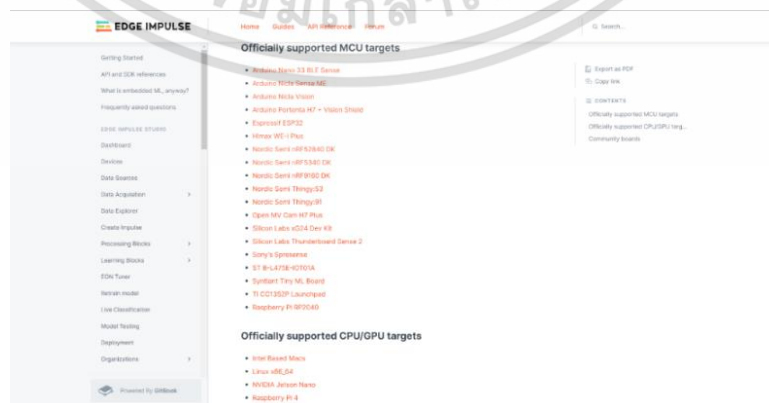 EDGE IMPULSE
Home Guides API Reference Forum
Search...
Getting Started
API and SDK references
What is embedded ML, anyway?
Frequently asked questions
EDGE IMPULSE STUDIO
Dashboard
Devices
Data Sources
Data Acquisition
Data Explorer
Create Impulse
Processing Blocks
Learning Blocks
EON Tuner
Retrain model
Live Classification
Model Testing
Deployment
Organizations
Powered By GitBook
Officially supported MCU targets
Arduino Nano 33 BLE Sense
Arduino Nicla Sense ME
Arduino Nicla Vision
Arduino Portenta H7 + Vision Shield
Espressif ESP32
Himax WE-I Plus
Nordic Semi nRF52840 DK
Nordic Semi nRF5340 DK
Nordic Semi nRF9160 DK
Nordic Semi Thingy:53
Nordic Semi Thingy:91
Open MV Cam H7 Plus
Silicon Labs xG24 Dev Kit
Silicon Labs Thunderboard Sense 2
Sony's Spresense
ST B-L475E-IOT01A
Syntiant Tiny ML Board
TI CC1352P Launchpad
Raspberry Pi RP2040
Officially supported CPU/GPU targets
Intel Based Macs
Linux x86_64
NVIDIA Jetson Nano
Raspberry Pi 4
Export as PDF
Copy link
CONTENTS
Officially supported MCU targets
Officially supported CPU/GPU targ...
Community boards